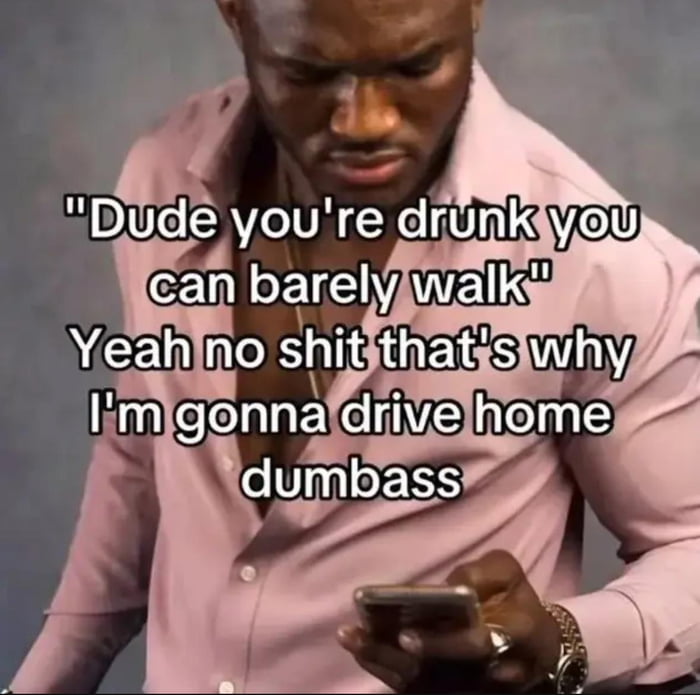 "Dude you're drunk you
can barely walk"
Yeah no shit that's why
I'm gonna drive home
dumbass